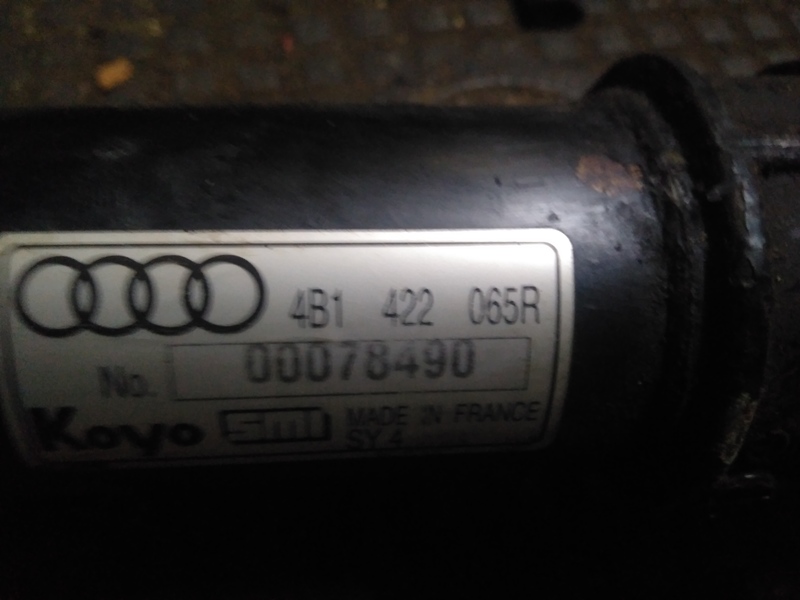 4B1 422 065R
No. 00078490
Koyo SMI MADE IN FRANCE
SY 4